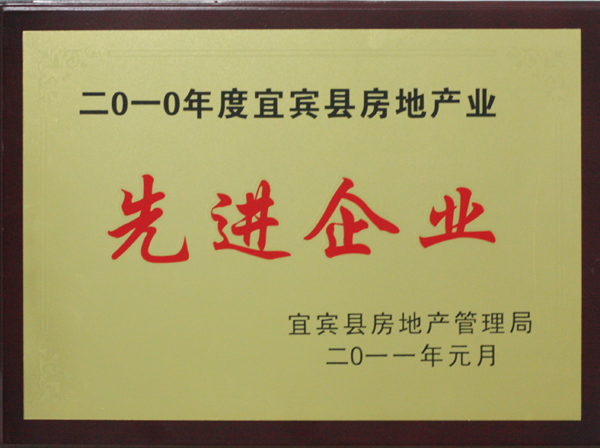 二0一0年度宜宾县房地产业
先进企业
宜宾县房地产管理局
二0一一年元月